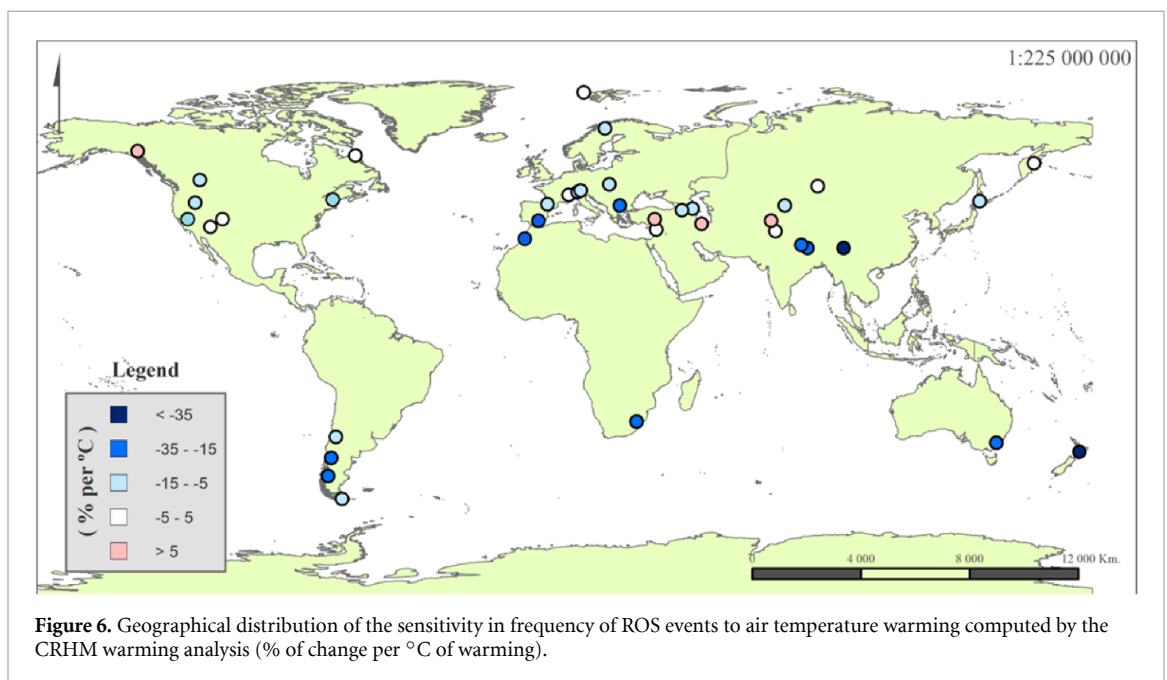 1:225 000 000
Legend
( % per ºC )
< -35
-35 - -15
-15 - -5
-5 - 5
> 5
0 4 000 8 000 12 000 Km.
Figure 6. Geographical distribution of the sensitivity in frequency of ROS events to air temperature warming computed by the
CRHM warming analysis (% of change per °C of warming).